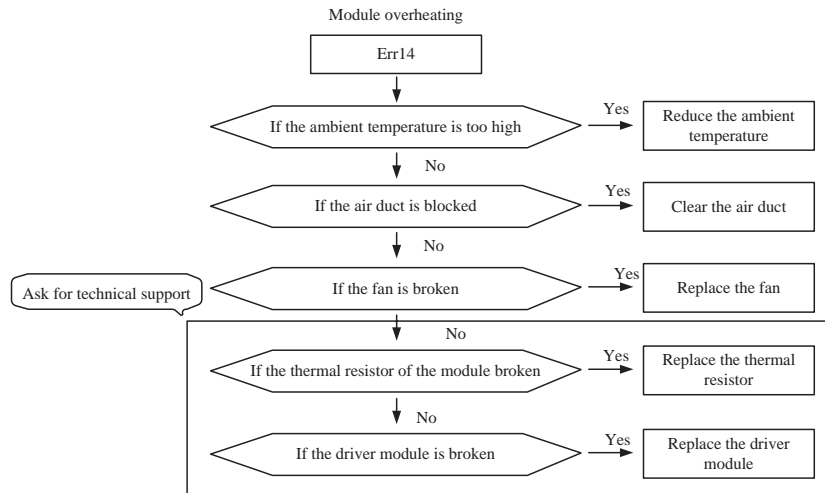 Module overheating
Err14
If the ambient temperature is too high
Yes
Reduce the ambient
temperature
No
If the air duct is blocked
Yes
Clear the air duct
No
Ask for technical support
If the fan is broken
Yes
Replace the fan
No
If the thermal resistor of the module broken
Yes
Replace the thermal
resistor
No
If the driver module is broken
Yes
Replace the driver
module